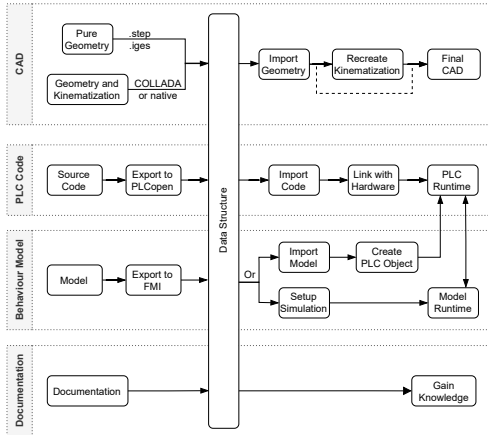 CAD
Pure
Geometry
.step
.iges
Geometry and
Kinematization
COLLADA
or native
Import
Geometry
Recreate
Kinematization
Final
CAD
Data Structure
PLC Code
Source
Code
Export to
PLCopen
Import
Code
Link with
Hardware
PLC
Runtime
Behaviour Model
Model
Export to
FMI
Or
Import
Model
Create
PLC Object
Setup
Simulation
Model
Runtime
Documentation
Documentation
Gain
Knowledge